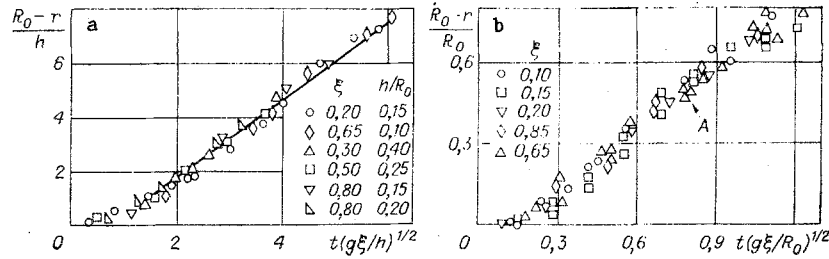 R₀ − r
h
a
6
4
2
0
2
4
t(gξ/h)^1/2
ξ h/R₀
○ 0,20 0,15
◊ 0,65 0,10
△ 0,30 0,40
□ 0,50 0,25
▽ 0,80 0,15
0,80 0,20
R₀ − r
R₀
b
0,6
0,3
0
0,3
0,6
0,9
t(gξ/R₀)^1/2
ξ
○ 0,10
□ 0,15
▽ 0,20
◊ 0,85
△ 0,65
A